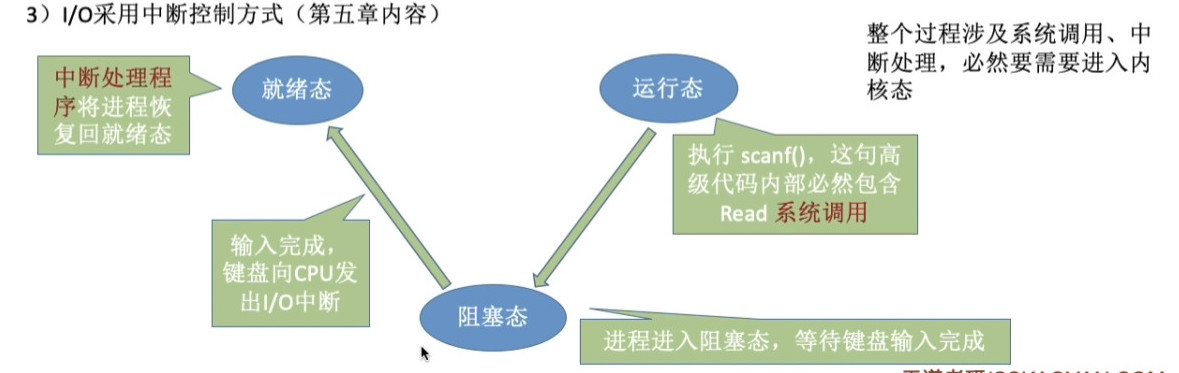 3）I/O采用中断控制方式（第五章内容）
整个过程涉及系统调用、中
断处理，必然要需要进入内
核态
中断处理程
序将进程恢
复回就绪态
就绪态
运行态
执行 scanf()，这句高
级代码内部必然包含
Read 系统调用
输入完成，
键盘向CPU发
出I/O中断
阻塞态
进程进入阻塞态，等待键盘输入完成